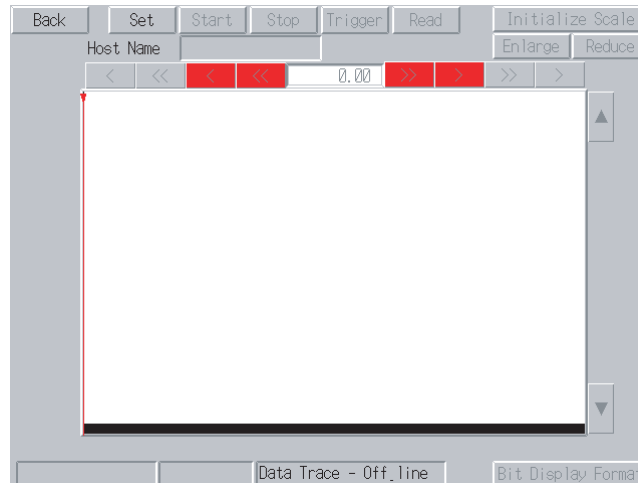 Back Set Start Stop Trigger Read Initialize Scale
Host Name Enlarge Reduce
< << < << 0.00 >> > >> >
▲
▼
Data Trace - Off_line Bit Display Format